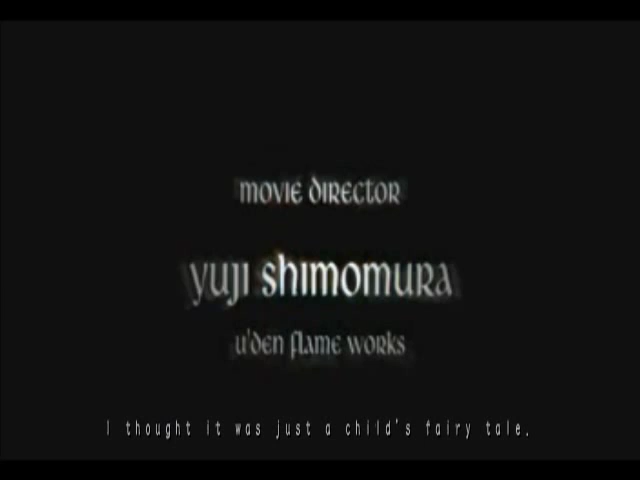 movie director
yuji shimomura
u'den flame works
I thought it was just a child's fairy tale.